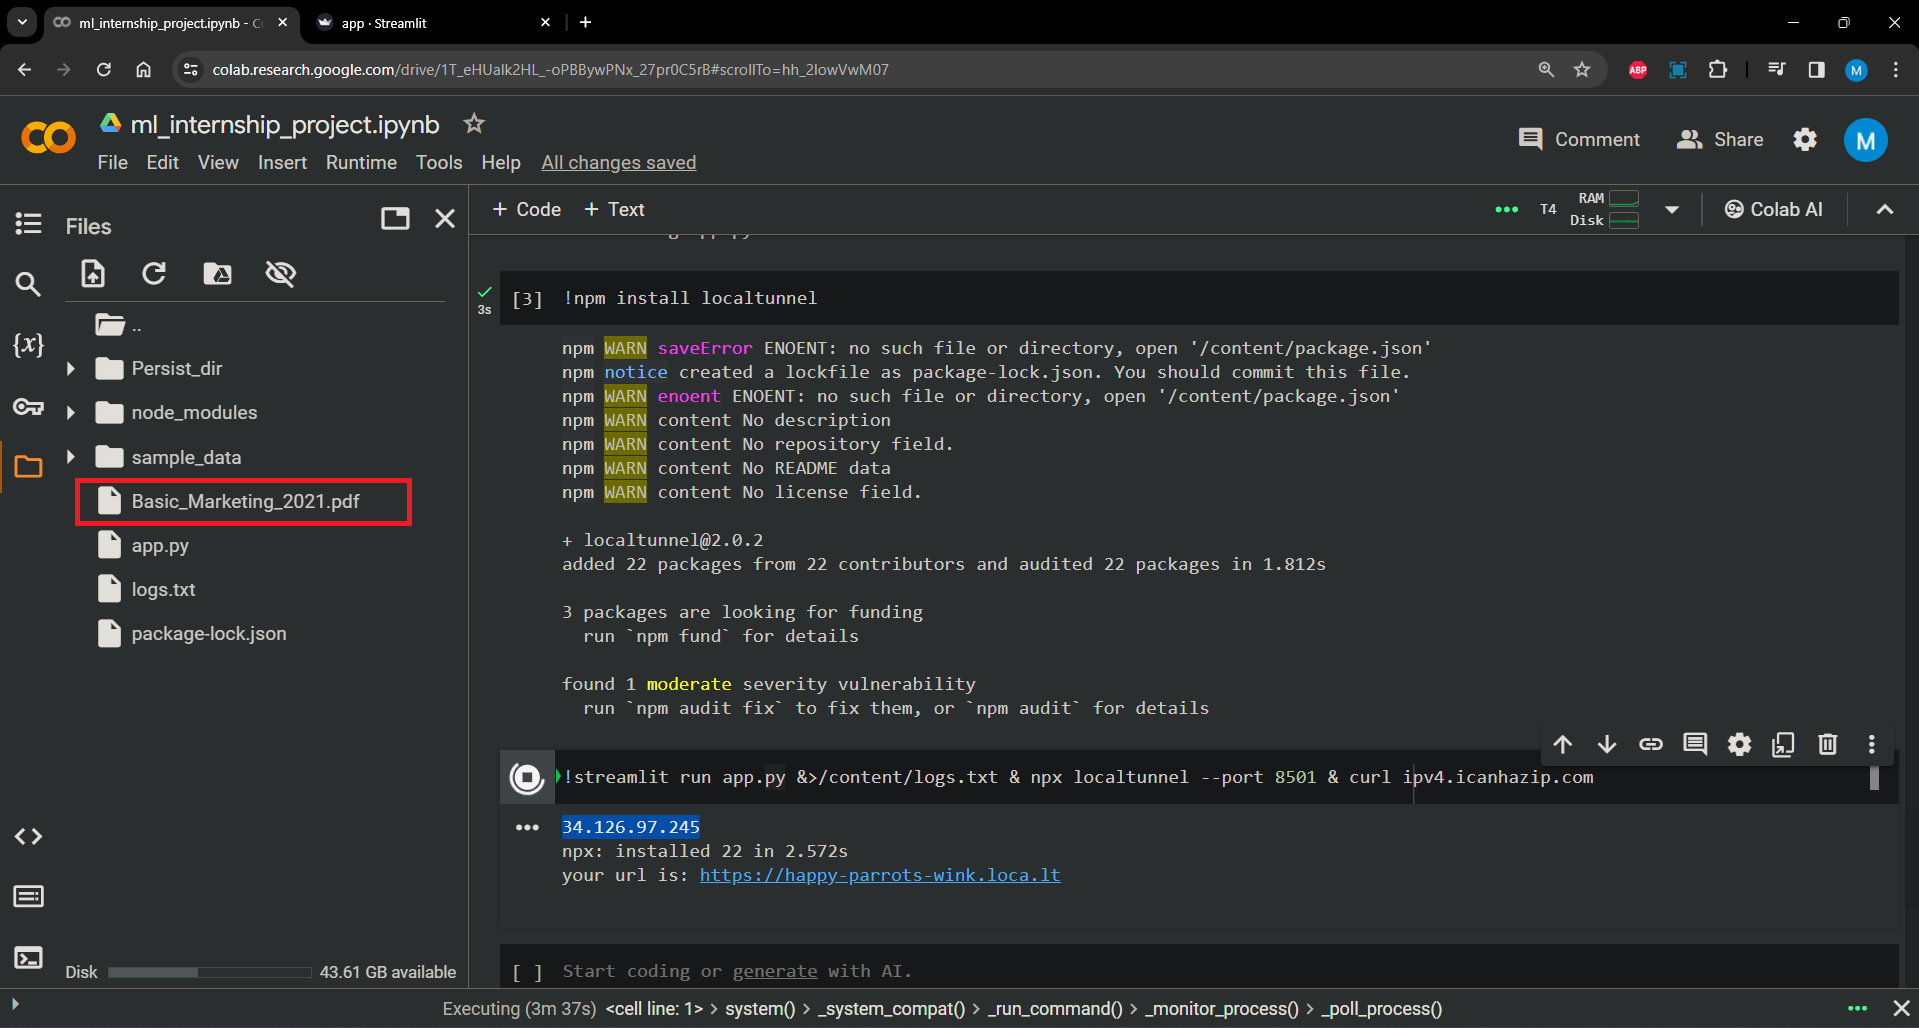 ml_internship_project.ipynb - C
app · Streamlit
colab.research.google.com/drive/1T_eHUalk2HL_-oPBBywPNx_27pr0C5rB#scrollTo=hh_2IowVwM07
ABP
M
ml_internship_project.ipynb
File Edit View Insert Runtime Tools Help All changes saved
Comment
Share
M
Files
+ Code + Text
T4
RAM
Disk
Colab AI
..
Persist_dir
node_modules
sample_data
Basic_Marketing_2021.pdf
app.py
logs.txt
package-lock.json
{x}
Disk
43.61 GB available
3s
[3] !npm install localtunnel
npm WARN saveError ENOENT: no such file or directory, open '/content/package.json'
npm notice created a lockfile as package-lock.json. You should commit this file.
npm WARN enoent ENOENT: no such file or directory, open '/content/package.json'
npm WARN content No description
npm WARN content No repository field.
npm WARN content No README data
npm WARN content No license field.
+ localtunnel@2.0.2
added 22 packages from 22 contributors and audited 22 packages in 1.812s
3 packages are looking for funding
run `npm fund` for details
found 1 moderate severity vulnerability
run `npm audit fix` to fix them, or `npm audit` for details
!streamlit run app.py &>/content/logs.txt & npx localtunnel --port 8501 & curl ipv4.icanhazip.com
34.126.97.245
npx: installed 22 in 2.572s
your url is: https://happy-parrots-wink.loca.lt
[ ] Start coding or generate with AI.
Executing (3m 37s) <cell line: 1> > system() > _system_compat() > _run_command() > _monitor_process() > _poll_process()